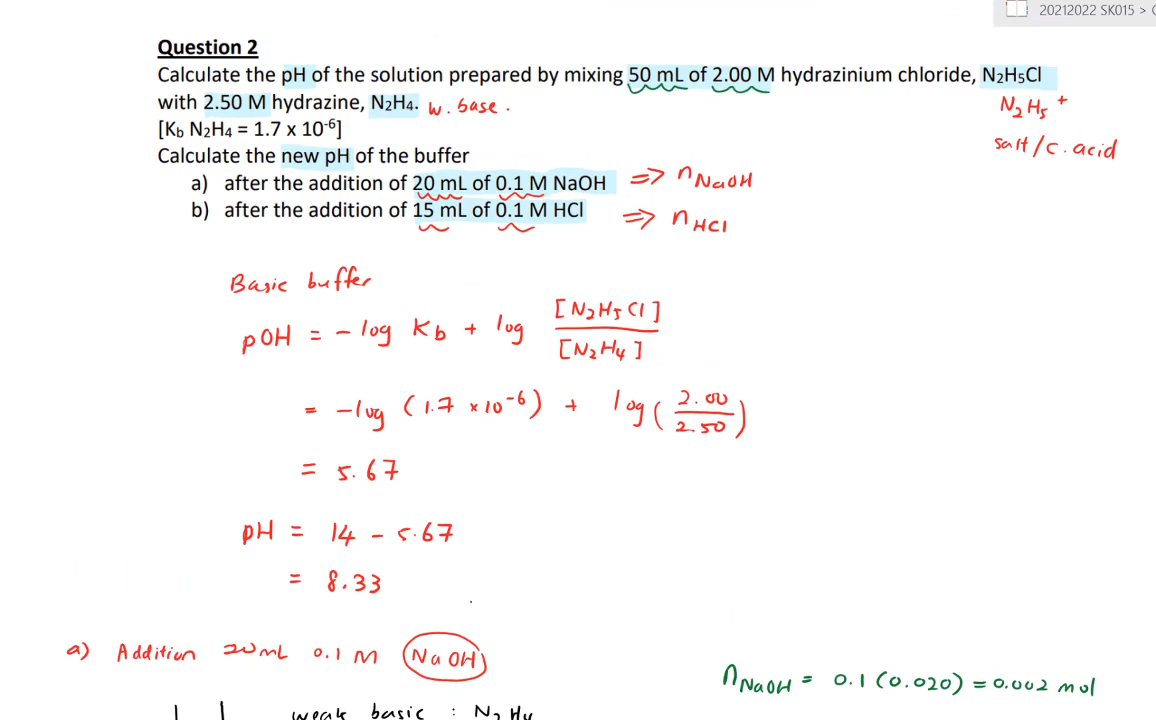 20212022 SK015 >
Question 2
Calculate the pH of the solution prepared by mixing 50 mL of 2.00 M hydrazinium chloride, N2H5Cl
with 2.50 M hydrazine, N2H4. w. base.
N₂H₅⁺
[Kb N2H4 = 1.7 x 10⁻⁶]
salt/c. acid
Calculate the new pH of the buffer
a) after the addition of 20 mL of 0.1 M NaOH ⇒ n NaOH
b) after the addition of 15 mL of 0.1 M HCl ⇒ n HCl
Basic buffer
pOH = - log Kb + log [N₂H₅Cl] / [N₂H₄]
= -log (1.7 x 10⁻⁶) + log (2.00 / 2.50)
= 5.67
pH = 14 - 5.67
= 8.33
a) Addition 20 mL 0.1 M NaOH
n NaOH = 0.1 (0.020) = 0.002 mol
weak basic : N₂H₄